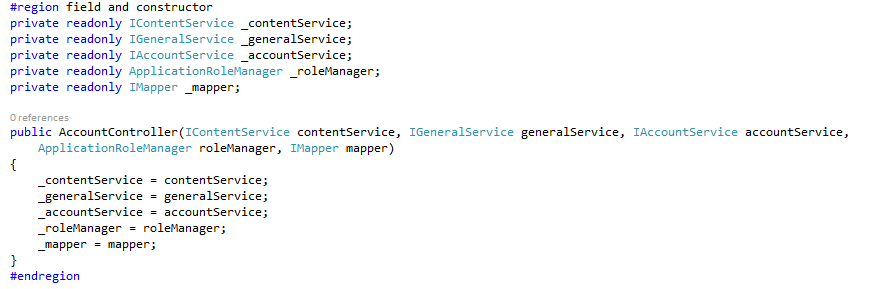 #region field and constructor
private readonly IContentService _contentService;
private readonly IGeneralService _generalService;
private readonly IAccountService _accountService;
private readonly ApplicationRoleManager _roleManager;
private readonly IMapper _mapper;
0 references
public AccountController(IContentService contentService, IGeneralService generalService, IAccountService accountService,
    ApplicationRoleManager roleManager, IMapper mapper)
{
    _contentService = contentService;
    _generalService = generalService;
    _accountService = accountService;
    _roleManager = roleManager;
    _mapper = mapper;
}
#endregion